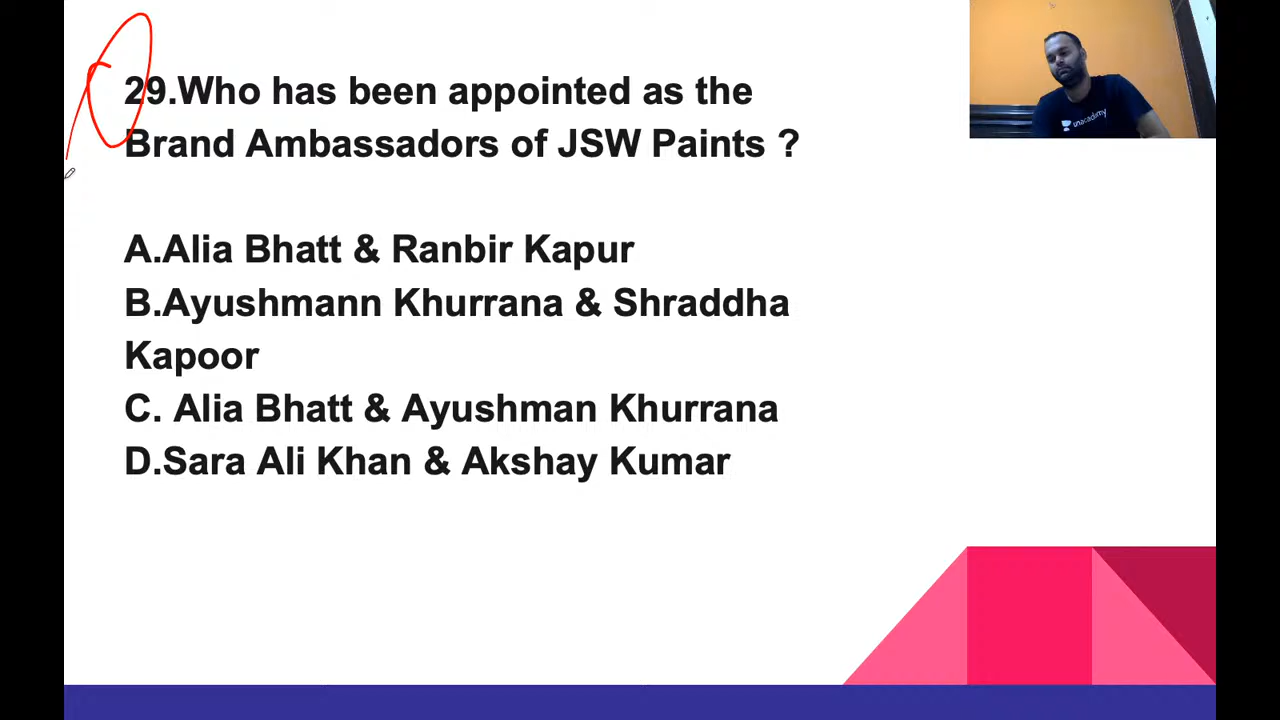 29.Who has been appointed as the
Brand Ambassadors of JSW Paints ?
A.Alia Bhatt & Ranbir Kapur
B.Ayushmann Khurrana & Shraddha
Kapoor
C. Alia Bhatt & Ayushman Khurrana
D.Sara Ali Khan & Akshay Kumar
unacademy